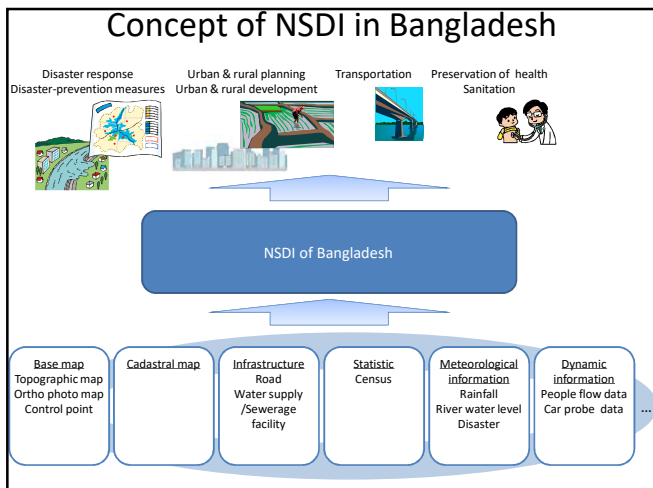 Concept of NSDI in Bangladesh
Disaster response
Disaster-prevention measures
Urban & rural planning
Urban & rural development
Transportation
Preservation of health
Sanitation
NSDI of Bangladesh
Base map
Topographic map
Ortho photo map
Control point
Cadastral map
Infrastructure
Road
Water supply
/Sewerage
facility
Statistic
Census
Meteorological
information
Rainfall
River water level
Disaster
Dynamic
information
People flow data
Car probe data
...